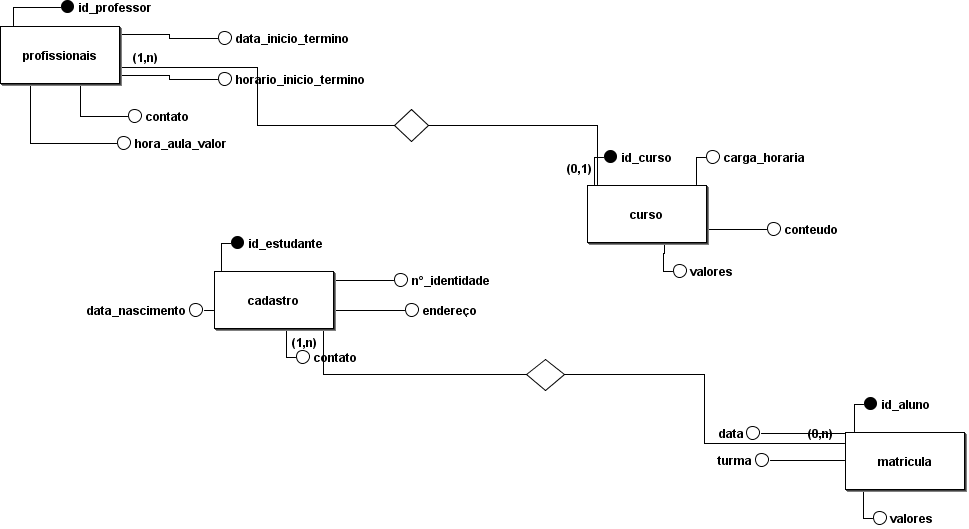 id_professor
profissionais
data_inicio_termino
(1,n)
horario_inicio_termino
contato
hora_aula_valor
id_curso
carga_horaria
(0,1)
curso
conteudo
valores
id_estudante
n°_identidade
cadastro
data_nascimento
endereço
(1,n)
contato
id_aluno
data
(0,n)
turma
matricula
valores